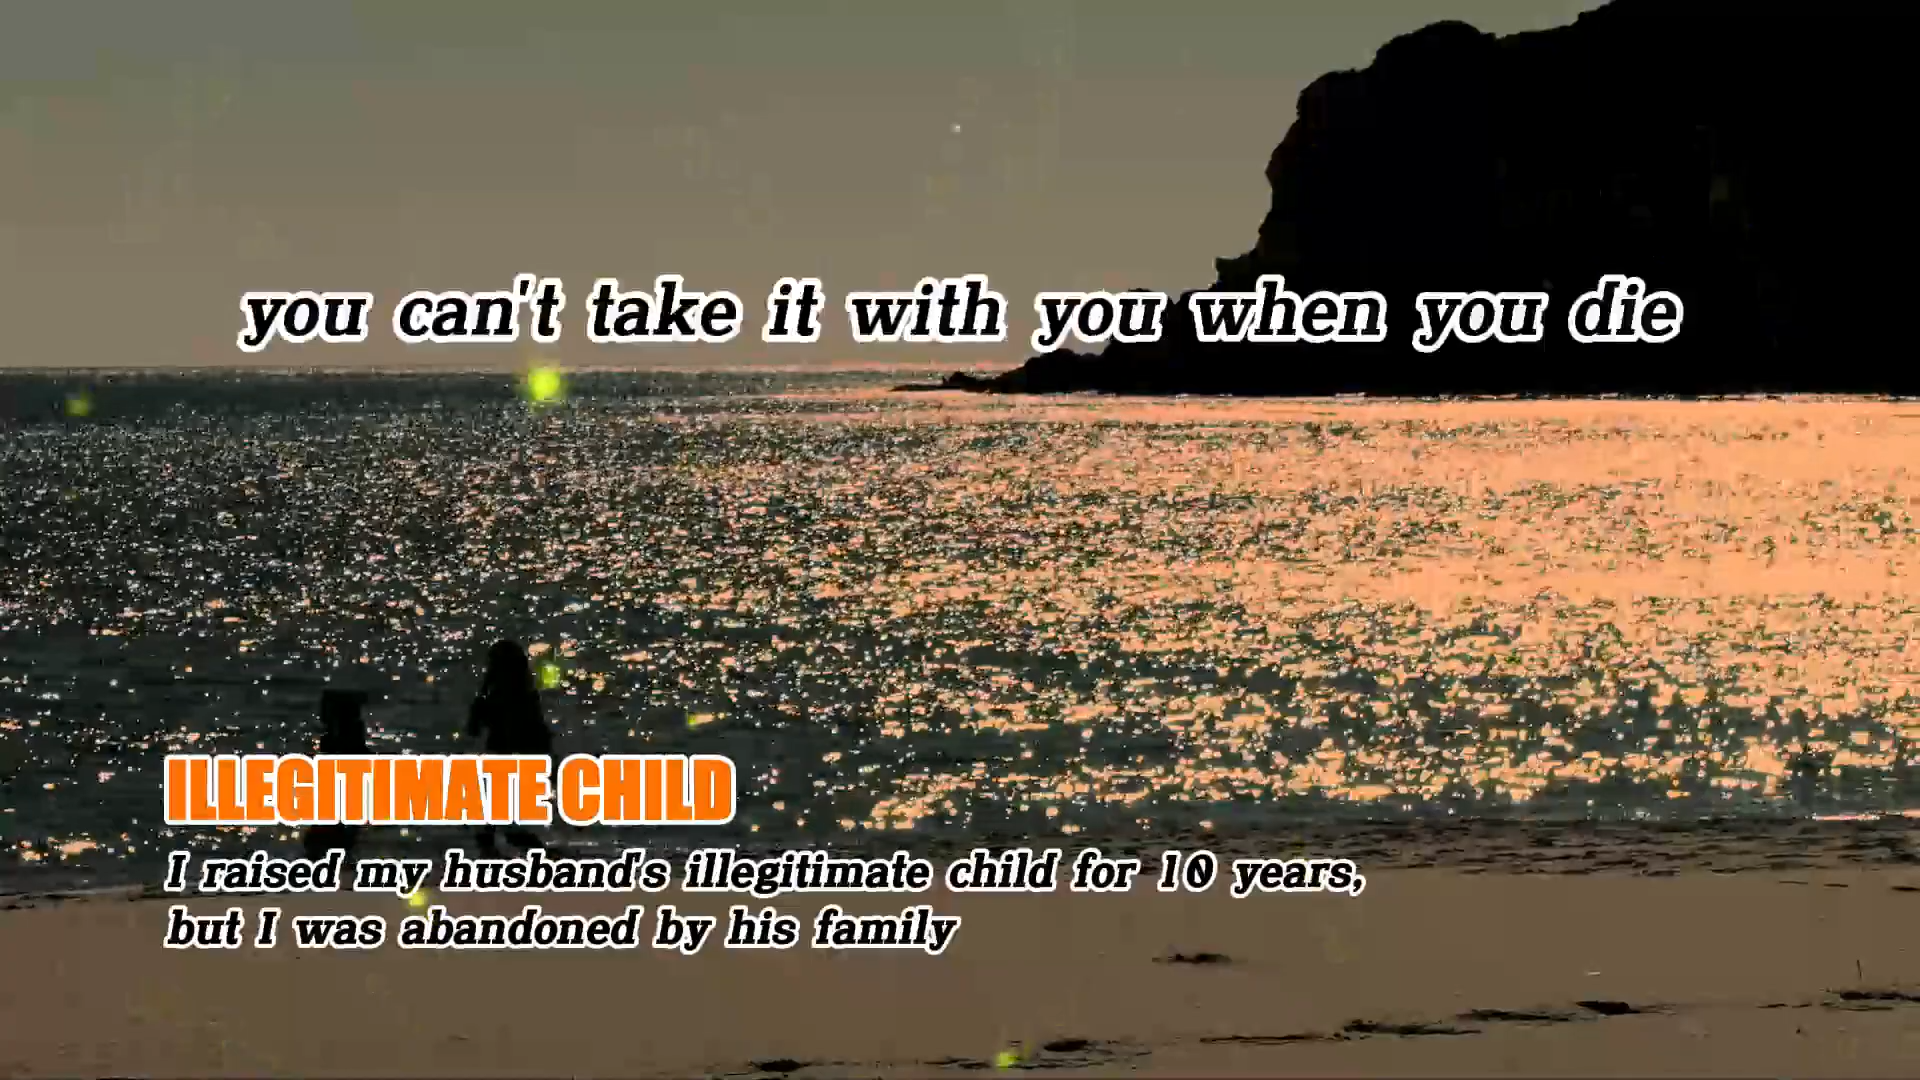 you can't take it with you when you die
ILLEGITIMATE CHILD
I raised my husband's illegitimate child for 10 years,
but I was abandoned by his family